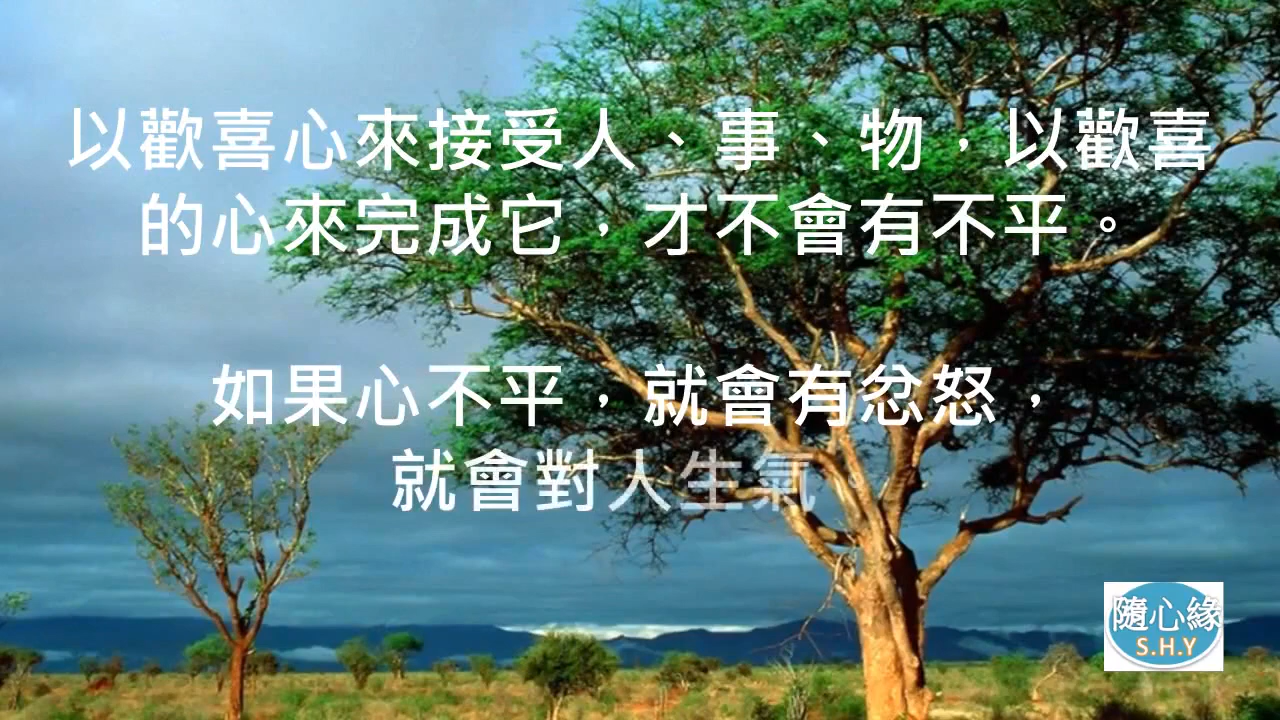 以歡喜心來接受人、事、物，以歡喜
的心來完成它，才不會有不平。
如果心不平，就會有忿怒，
就會對人生氣。
隨心緣
S.H.Y